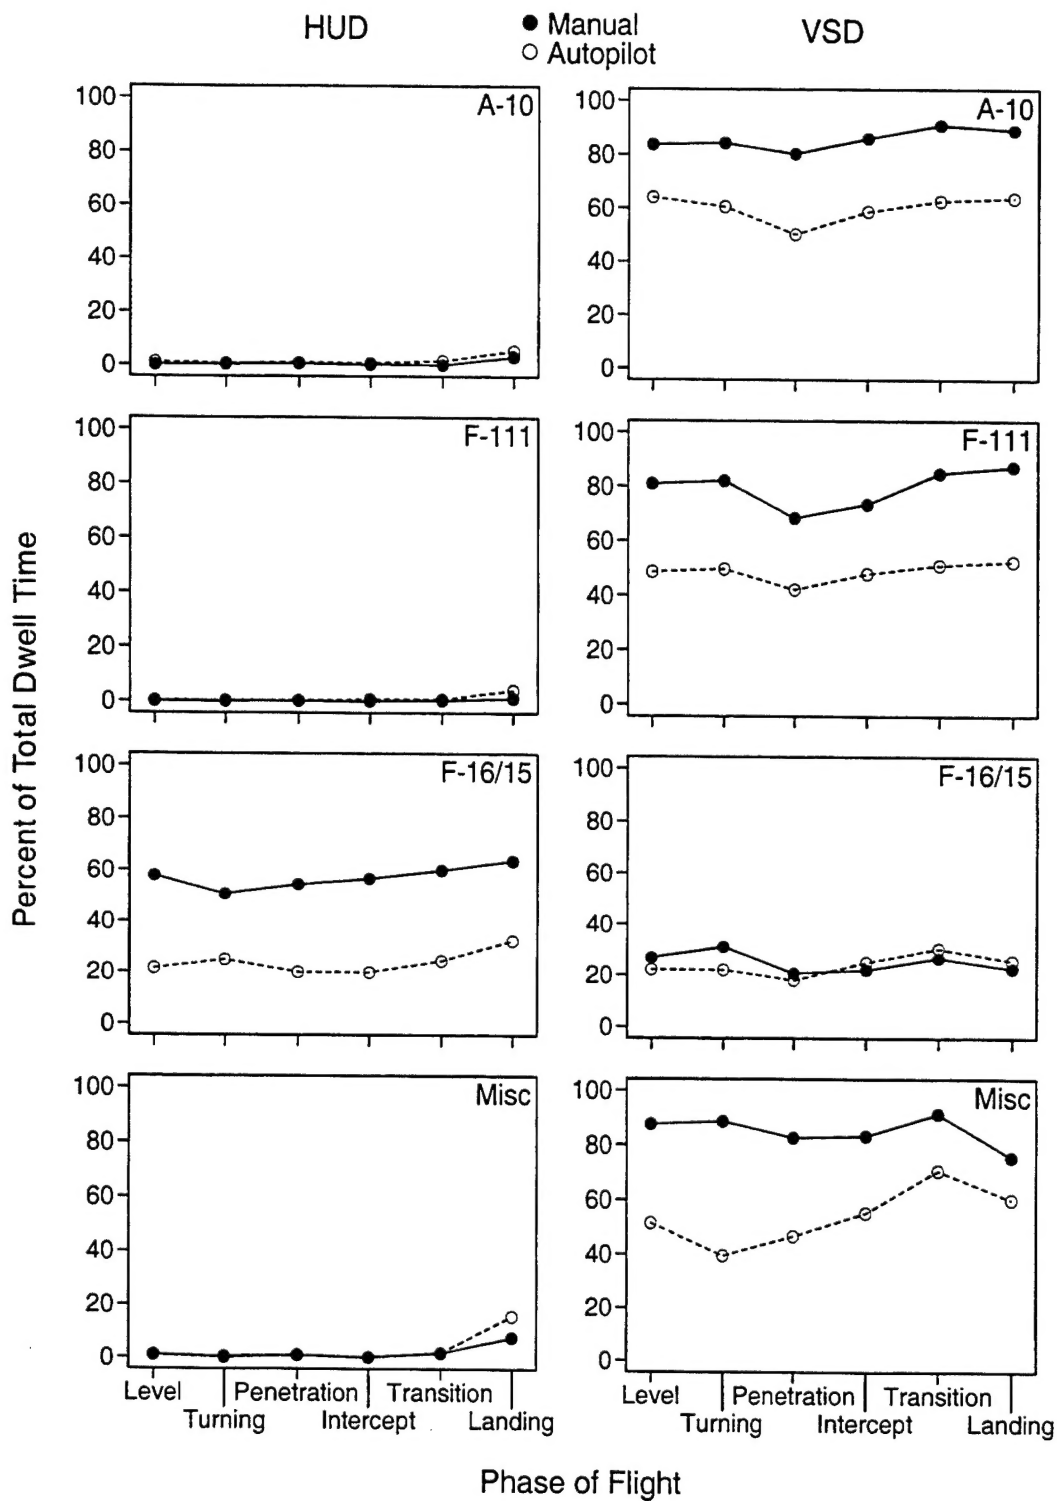 HUD
● Manual
○ Autopilot
VSD
Percent of Total Dwell Time
A-10
100
80
60
40
20
0
A-10
100
80
60
40
20
0
F-111
100
80
60
40
20
0
F-111
100
80
60
40
20
0
F-16/15
100
80
60
40
20
0
F-16/15
100
80
60
40
20
0
Misc
100
80
60
40
20
0
Level Penetration Transition
Turning Intercept Landing
Misc
100
80
60
40
20
0
Level Penetration Transition
Turning Intercept Landing
Phase of Flight